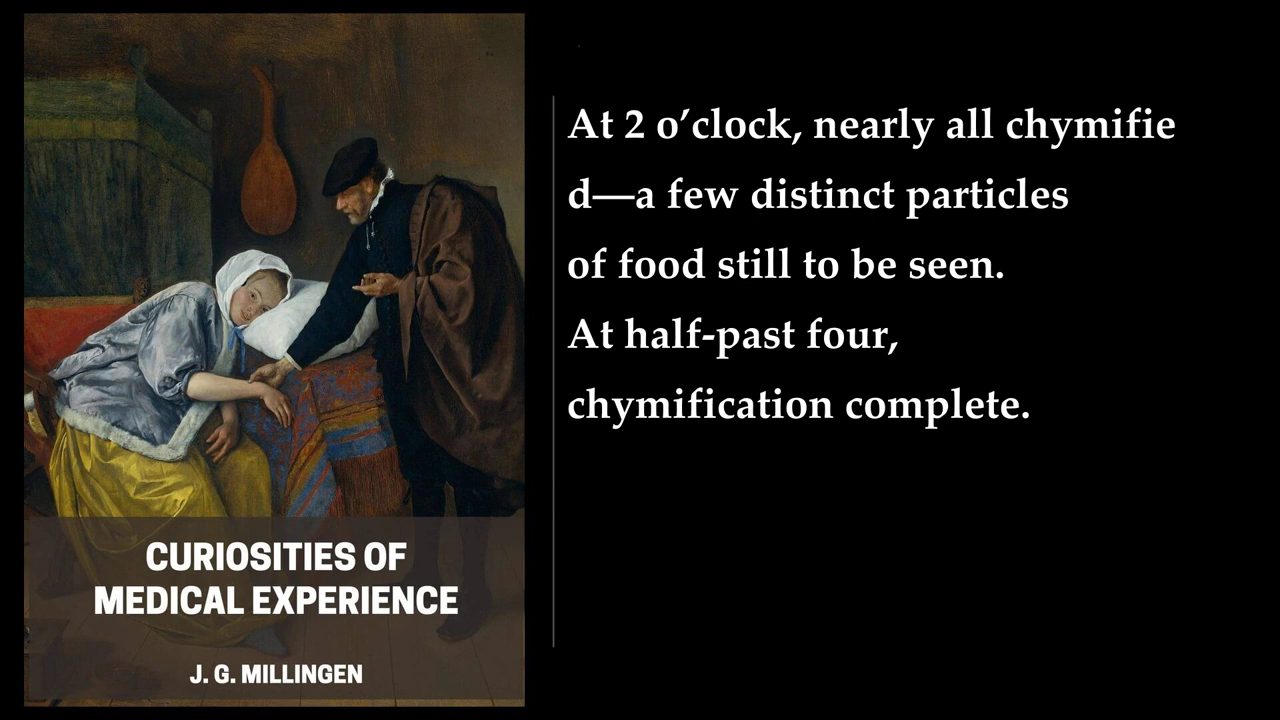 At 2 o’clock, nearly all chymifie
d—a few distinct particles
of food still to be seen.
At half-past four,
chymification complete.
CURIOSITIES OF
MEDICAL EXPERIENCE
J. G. MILLINGEN